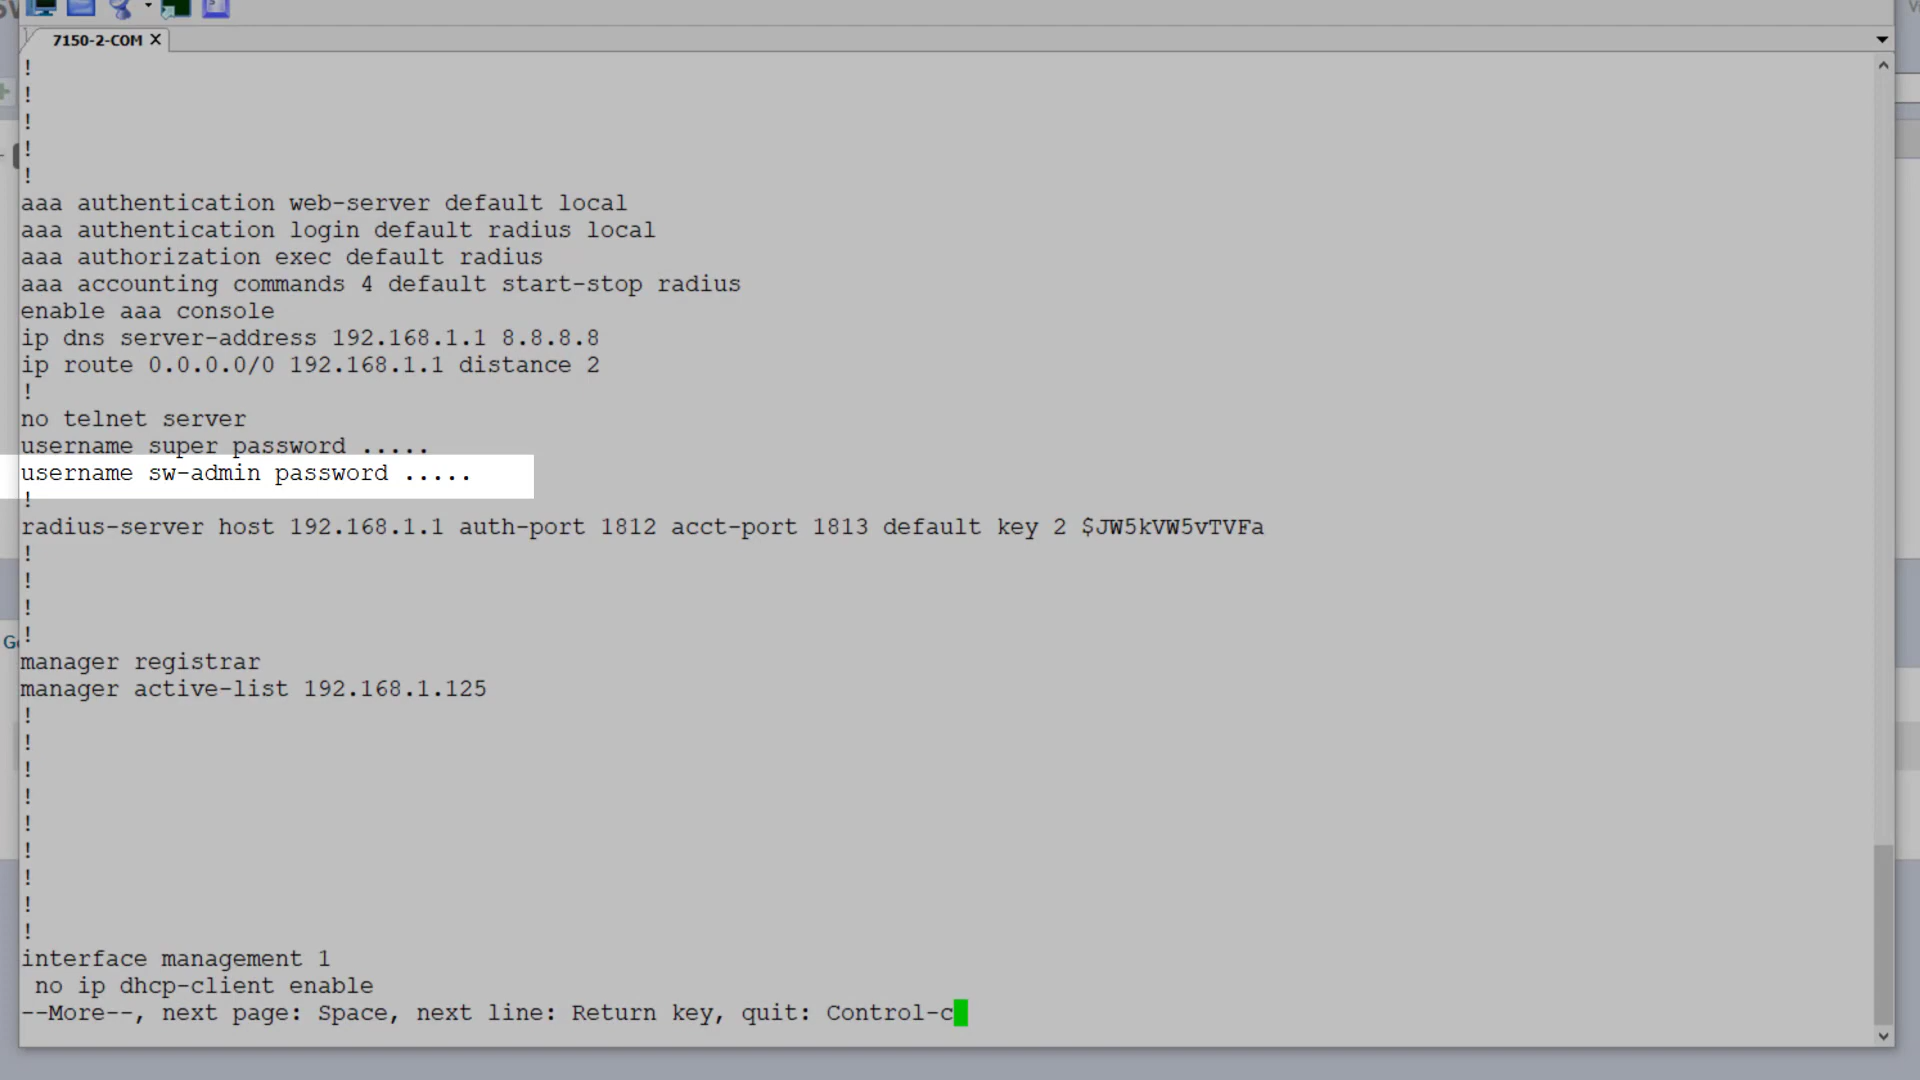 7150-2-COM X
!
!
!
!
!
aaa authentication web-server default local
aaa authentication login default radius local
aaa authorization exec default radius
aaa accounting commands 4 default start-stop radius
enable aaa console
ip dns server-address 192.168.1.1 8.8.8.8
ip route 0.0.0.0/0 192.168.1.1 distance 2
!
no telnet server
username super password .....
username sw-admin password .....
!
radius-server host 192.168.1.1 auth-port 1812 acct-port 1813 default key 2 $JW5kVW5vTVFa
!
!
!
!
manager registrar
manager active-list 192.168.1.125
!
!
!
!
!
!
!
!
!
interface management 1
no ip dhcp-client enable
--More--, next page: Space, next line: Return key, quit: Control-c